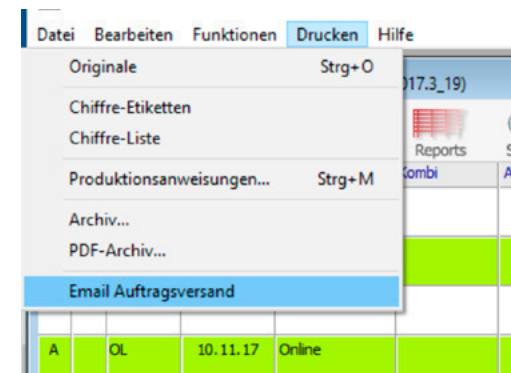 Datei Bearbeiten Funktionen Drucken Hilfe
Originale Strg+O
017.3_19)
Chiffre-Etiketten
Chiffre-Liste
Reports
Produktionsanweisungen... Strg+M
Kombi
Archiv...
PDF-Archiv...
Email Auftragsversand
A OL 10.11.17 Online